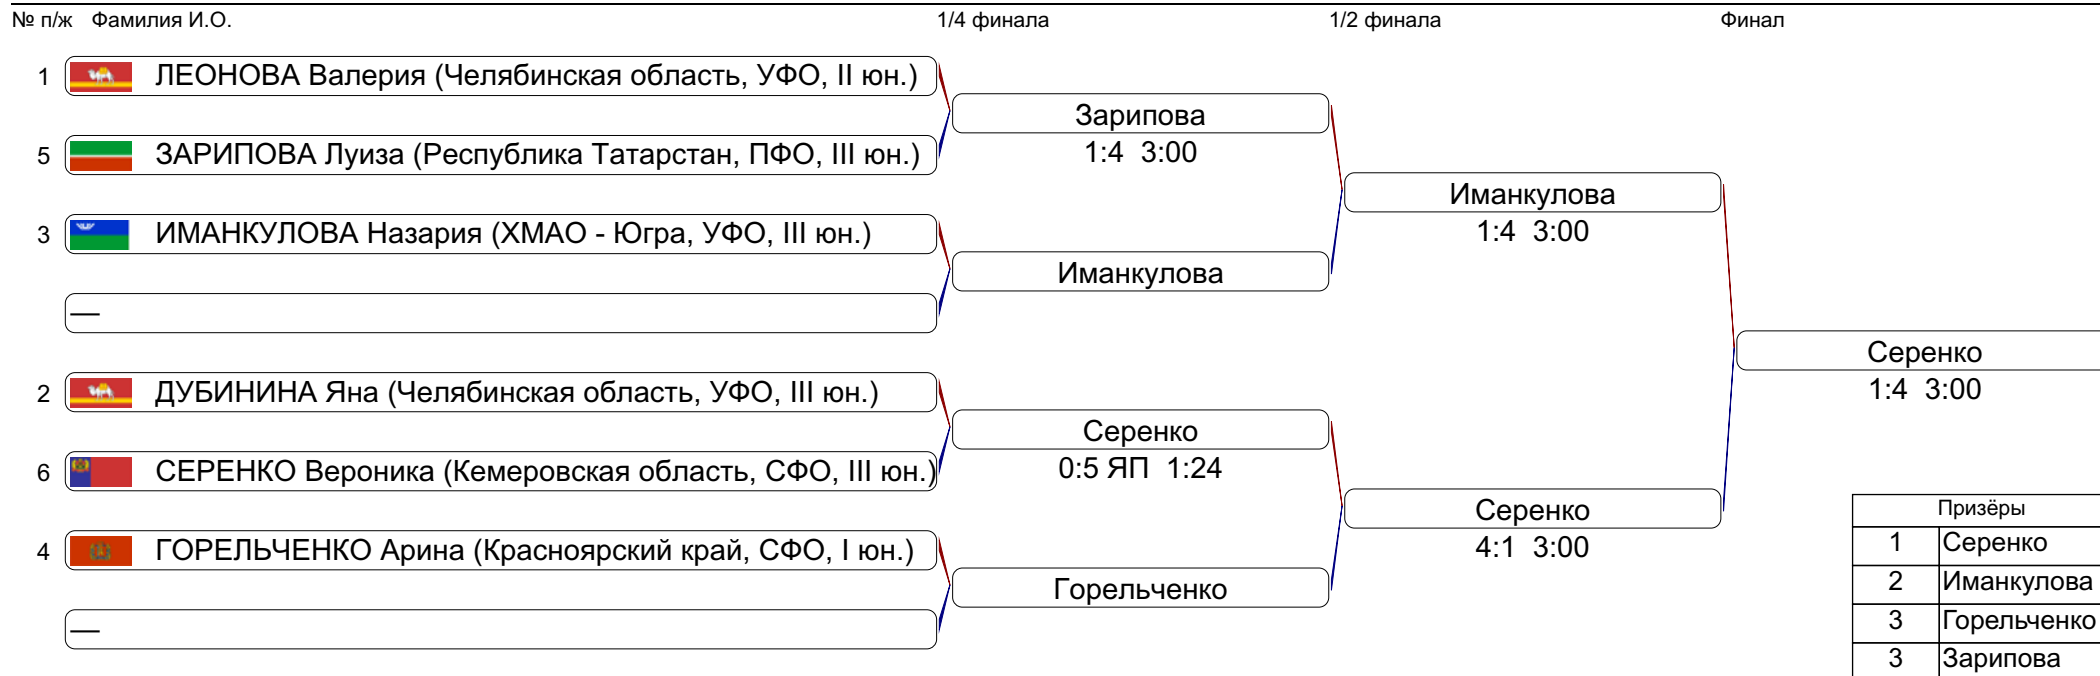 № п/ж Фамилия И.О. 1/4 финала 1/2 финала Финал
1 ЛЕОНОВА Валерия (Челябинская область, УФО, II юн.)
Зарипова
1:4 3:00
5 ЗАРИПОВА Луиза (Республика Татарстан, ПФО, III юн.)
Иманкулова
1:4 3:00
3 ИМАНКУЛОВА Назария (ХМАО - Югра, УФО, III юн.)
Иманкулова
—
Серенко
1:4 3:00
2 ДУБИНИНА Яна (Челябинская область, УФО, III юн.)
Серенко
0:5 ЯП 1:24
6 СЕРЕНКО Вероника (Кемеровская область, СФО, III юн.)
Серенко
4:1 3:00
4 ГОРЕЛЬЧЕНКО Арина (Красноярский край, СФО, I юн.)
Горельченко
—
Призёры
1 Серенко
2 Иманкулова
3 Горельченко
3 Зарипова